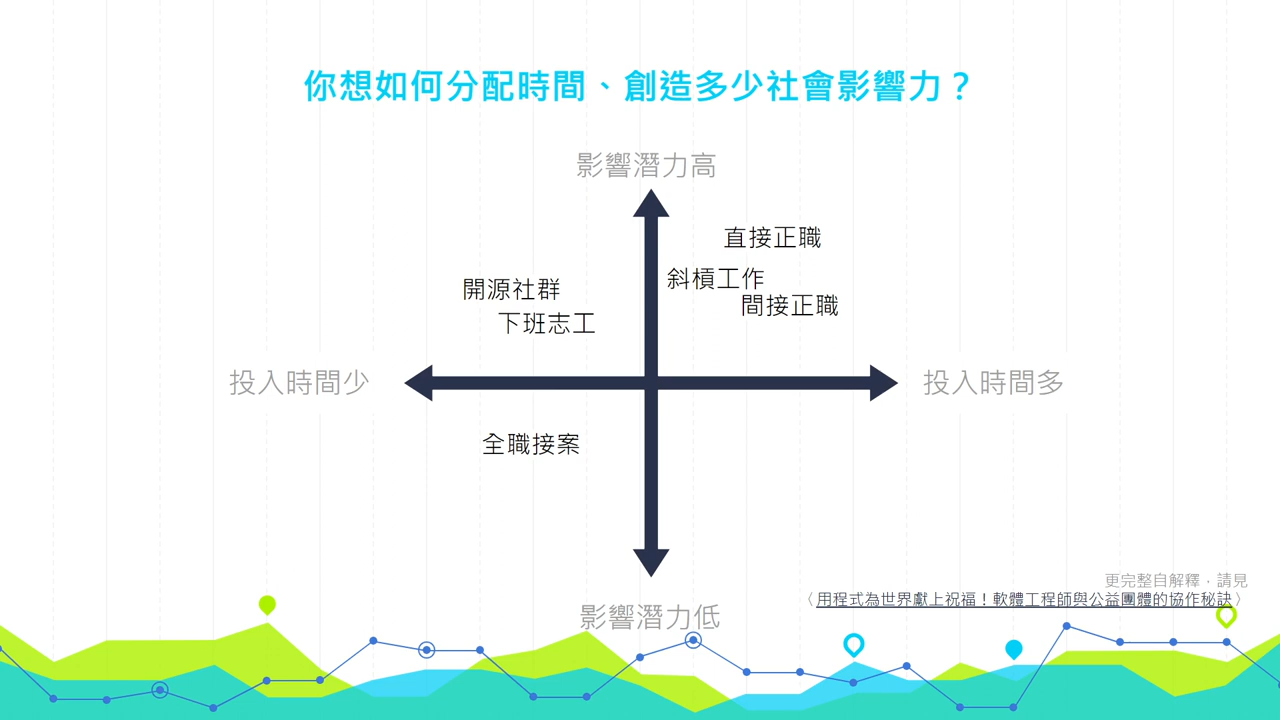 你想如何分配時間、創造多少社會影響力？
影響潛力高
直接正職
斜槓工作
開源社群
間接正職
下班志工
投入時間少
投入時間多
全職接案
更完整自解釋，請見
〈用程式為世界獻上祝福！軟體工程師與公益團體的協作秘訣〉
影響潛力低